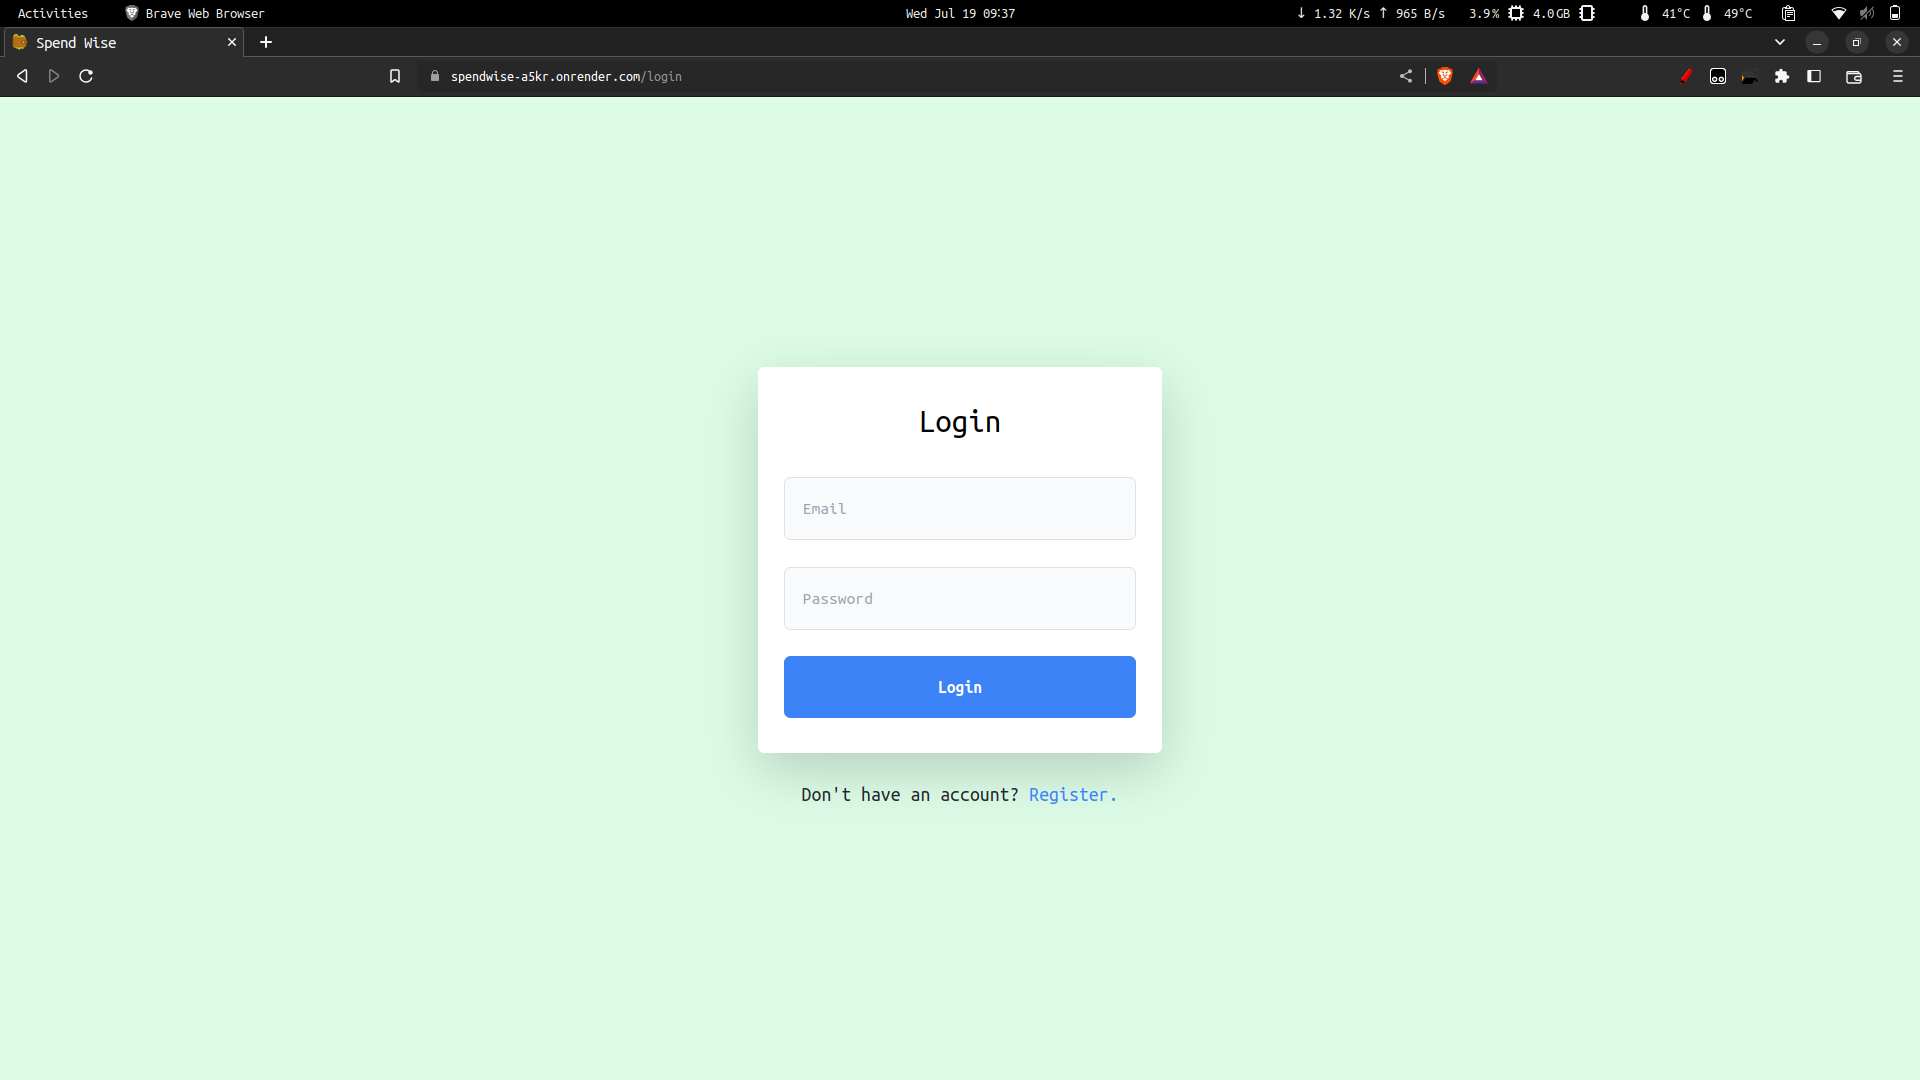 Activities Brave Web Browser Wed Jul 19 09:37 ↓ 1.32 K/s ↑ 965 B/s 3.9% 4.0GB 41°C 49°C
Spend Wise
spendwise-a5kr.onrender.com/login
Login
Email
Password
Login
Don't have an account? Register.